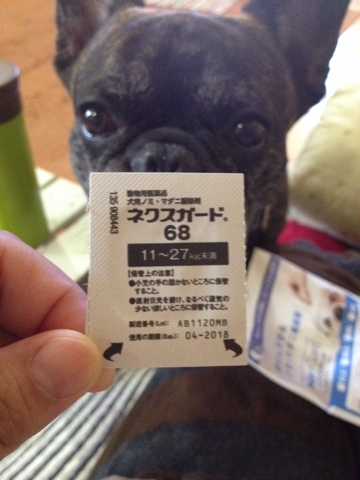 動物用医薬品
犬用ノミ・マダニ駆除剤
ネクスガード®
68
11～27kg未満
【保管上の注意】
●小児の手の届かないところに保管
すること。
●直射日光を避け、なるべく湿気の
少ない涼しいところに保管すること。
製造番号(Lot): AB1120MB
使用の期限(Exp.): 04-2018
125 908443